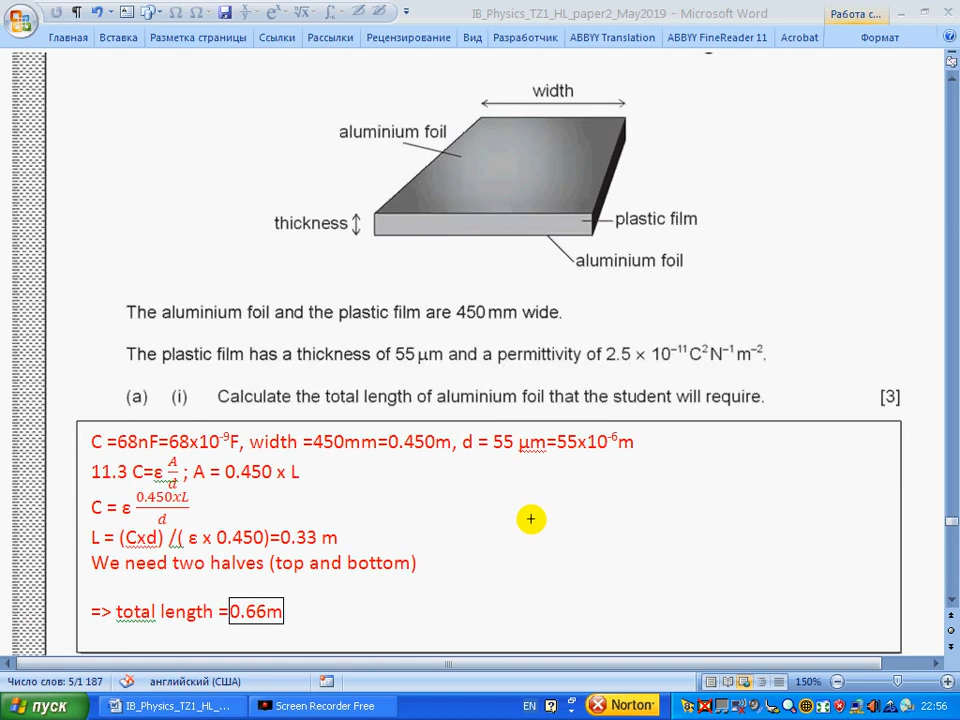 IB_Physics_TZ1_HL_paper2_May2019 - Microsoft Word
Работа с...
Главная Вставка Разметка страницы Ссылки Рассылки Рецензирование Вид Разработчик ABBYY Translation ABBYY FineReader 11 Acrobat Формат
width
aluminium foil
thickness
plastic film
aluminium foil
The aluminium foil and the plastic film are 450 mm wide.
The plastic film has a thickness of 55 μm and a permittivity of 2.5 × 10⁻¹¹ C² N⁻¹ m⁻².
(a) (i) Calculate the total length of aluminium foil that the student will require. [3]
C =68nF=68x10⁻⁹F, width =450mm=0.450m, d = 55 μm=55x10⁻⁶m
11.3 C=ε A/d ; A = 0.450 x L
C = ε 0.450xL/d
L = (Cxd) /( ε x 0.450)=0.33 m
We need two halves (top and bottom)
=> total length =0.66m
Число слов: 5/1 187 английский (США) 150%
пуск IB_Physics_TZ1_HL_... Screen Recorder Free EN Norton 22:56